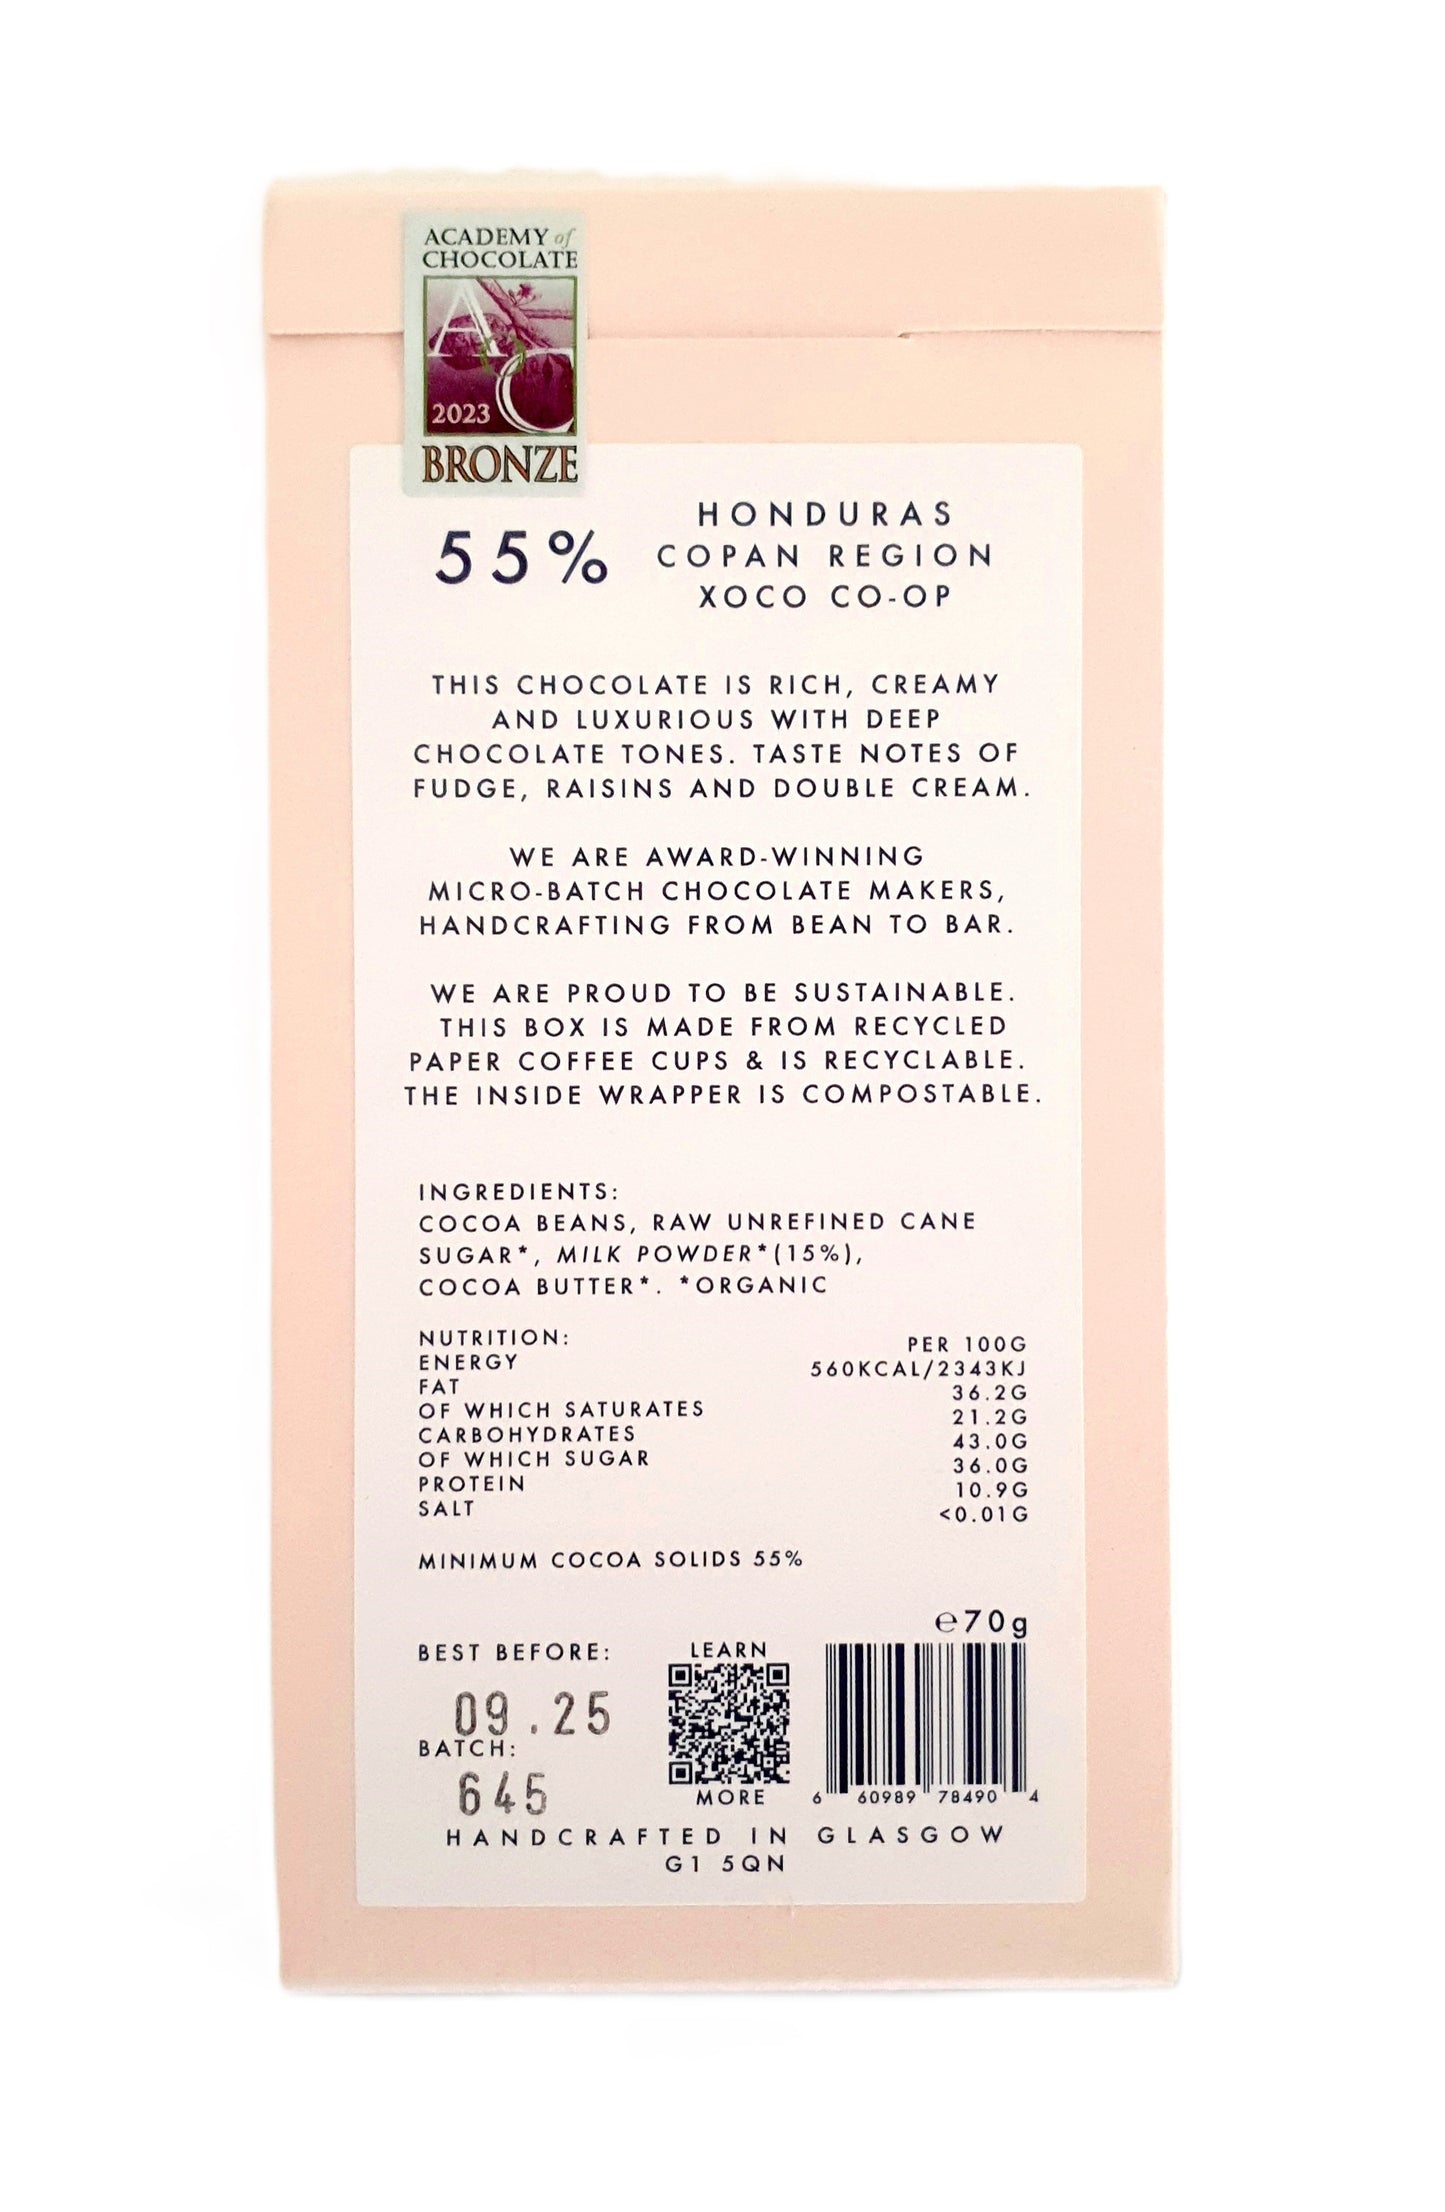 ACADEMY of
CHOCOLATE
A
O
C
2023
BRONZE
55%
HONDURAS
COPAN REGION
XOCO CO-OP
THIS CHOCOLATE IS RICH, CREAMY
AND LUXURIOUS WITH DEEP
CHOCOLATE TONES. TASTE NOTES OF
FUDGE, RAISINS AND DOUBLE CREAM.
WE ARE AWARD-WINNING
MICRO-BATCH CHOCOLATE MAKERS,
HANDCRAFTING FROM BEAN TO BAR.
WE ARE PROUD TO BE SUSTAINABLE.
THIS BOX IS MADE FROM RECYCLED
PAPER COFFEE CUPS & IS RECYCLABLE.
THE INSIDE WRAPPER IS COMPOSTABLE.
INGREDIENTS:
COCOA BEANS, RAW UNREFINED CANE
SUGAR*, MILK POWDER*(15%),
COCOA BUTTER*. *ORGANIC
NUTRITION: PER 100G
ENERGY 560KCAL/2343KJ
FAT 36.2G
OF WHICH SATURATES 21.2G
CARBOHYDRATES 43.0G
OF WHICH SUGAR 36.0G
PROTEIN 10.9G
SALT <0.01G
MINIMUM COCOA SOLIDS 55%
℮70g
BEST BEFORE:
09.25
BATCH:
645
LEARN
MORE
6 60989 78490 4
HANDCRAFTED IN GLASGOW
G1 5QN